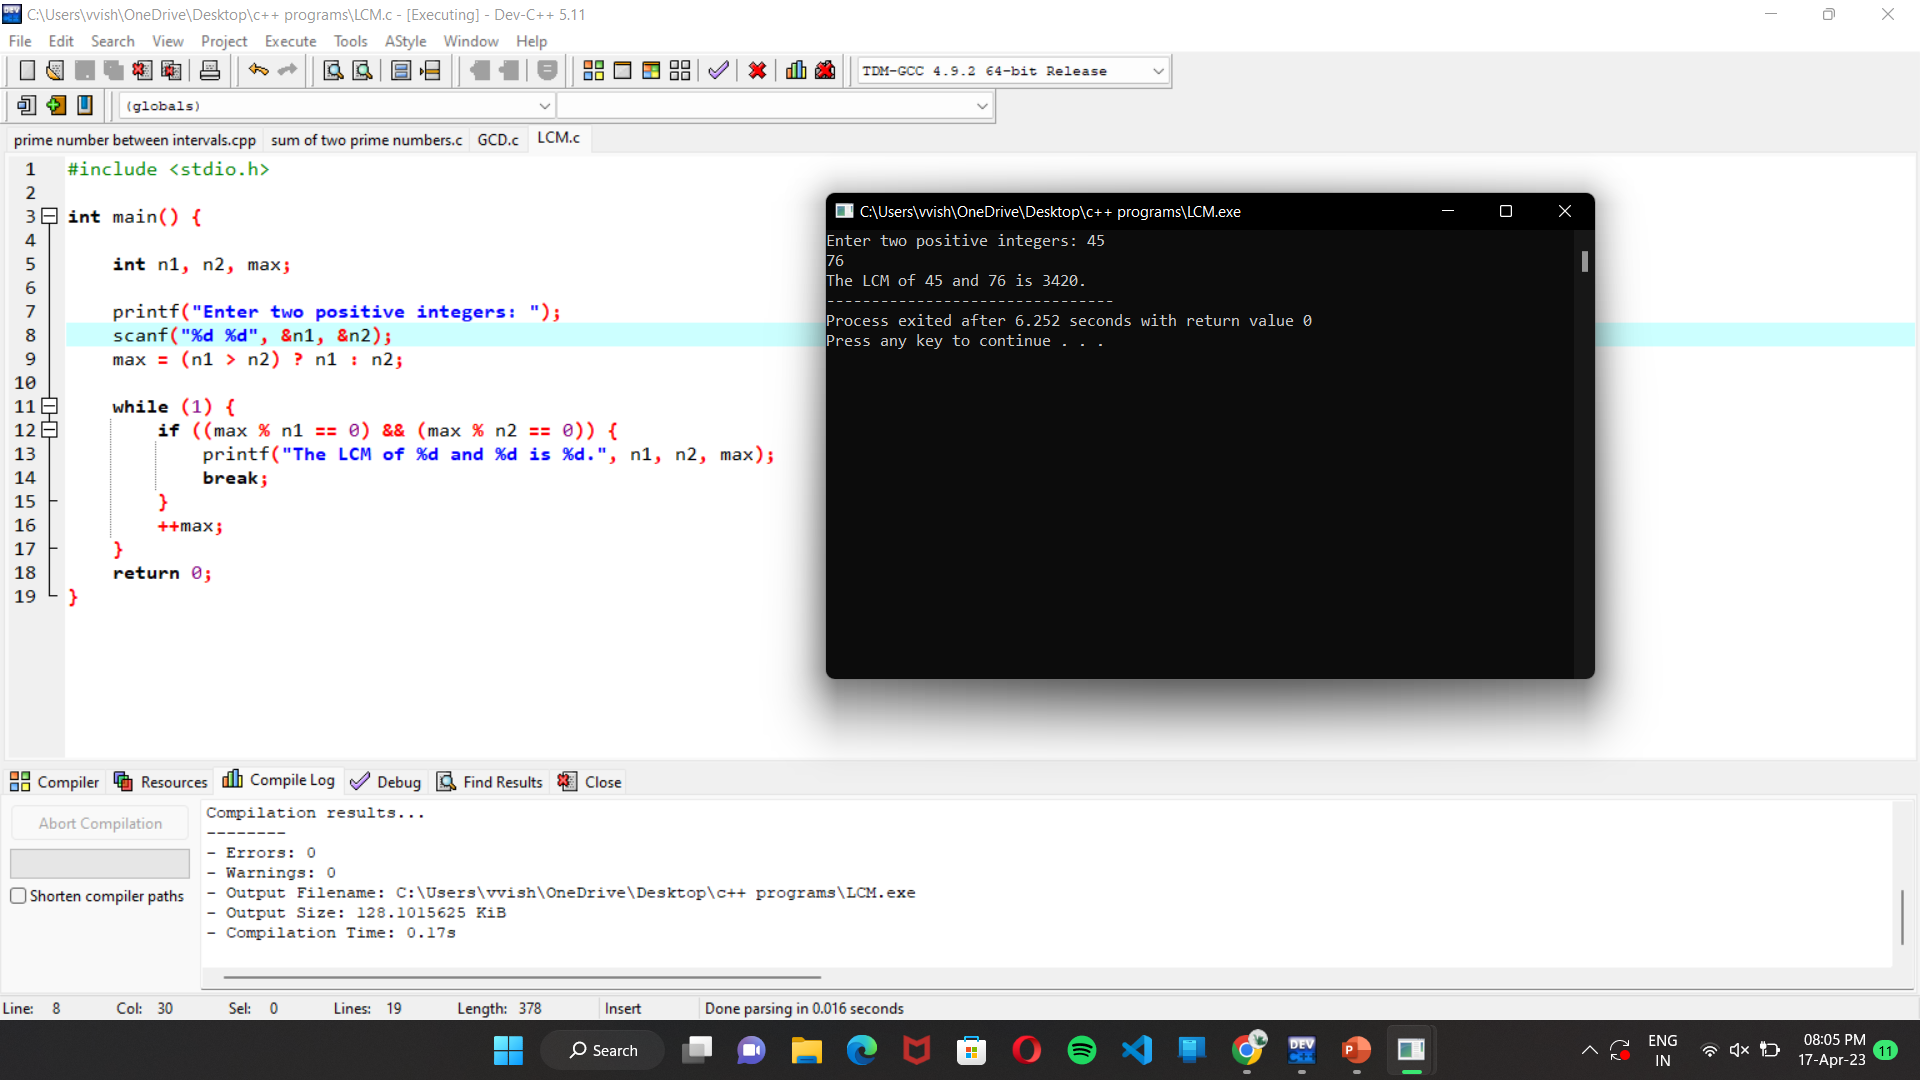 C:\Users\vvish\OneDrive\Desktop\c++ programs\LCM.c - [Executing] - Dev-C++ 5.11
File Edit Search View Project Execute Tools AStyle Window Help
TDM-GCC 4.9.2 64-bit Release
(globals)
prime number between intervals.cpp sum of two prime numbers.c GCD.c LCM.c
1 #include <stdio.h>
2
3 int main() {
4
5 int n1, n2, max;
6
7 printf("Enter two positive integers: ");
8 scanf("%d %d", &n1, &n2);
9 max = (n1 > n2) ? n1 : n2;
10
11 while (1) {
12 if ((max % n1 == 0) && (max % n2 == 0)) {
13 printf("The LCM of %d and %d is %d.", n1, n2, max);
14 break;
15 }
16 ++max;
17 }
18 return 0;
19 }
C:\Users\vvish\OneDrive\Desktop\c++ programs\LCM.exe
Enter two positive integers: 45
76
The LCM of 45 and 76 is 3420.
--------------------------------
Process exited after 6.252 seconds with return value 0
Press any key to continue . . .
Compiler Resources Compile Log Debug Find Results Close
Abort Compilation
Shorten compiler paths
Compilation results...
--------
- Errors: 0
- Warnings: 0
- Output Filename: C:\Users\vvish\OneDrive\Desktop\c++ programs\LCM.exe
- Output Size: 128.1015625 KiB
- Compilation Time: 0.17s
Line: 8 Col: 30 Sel: 0 Lines: 19 Length: 378 Insert Done parsing in 0.016 seconds
Search
DEV
C++
P
ENG
IN
08:05 PM
17-Apr-23
11